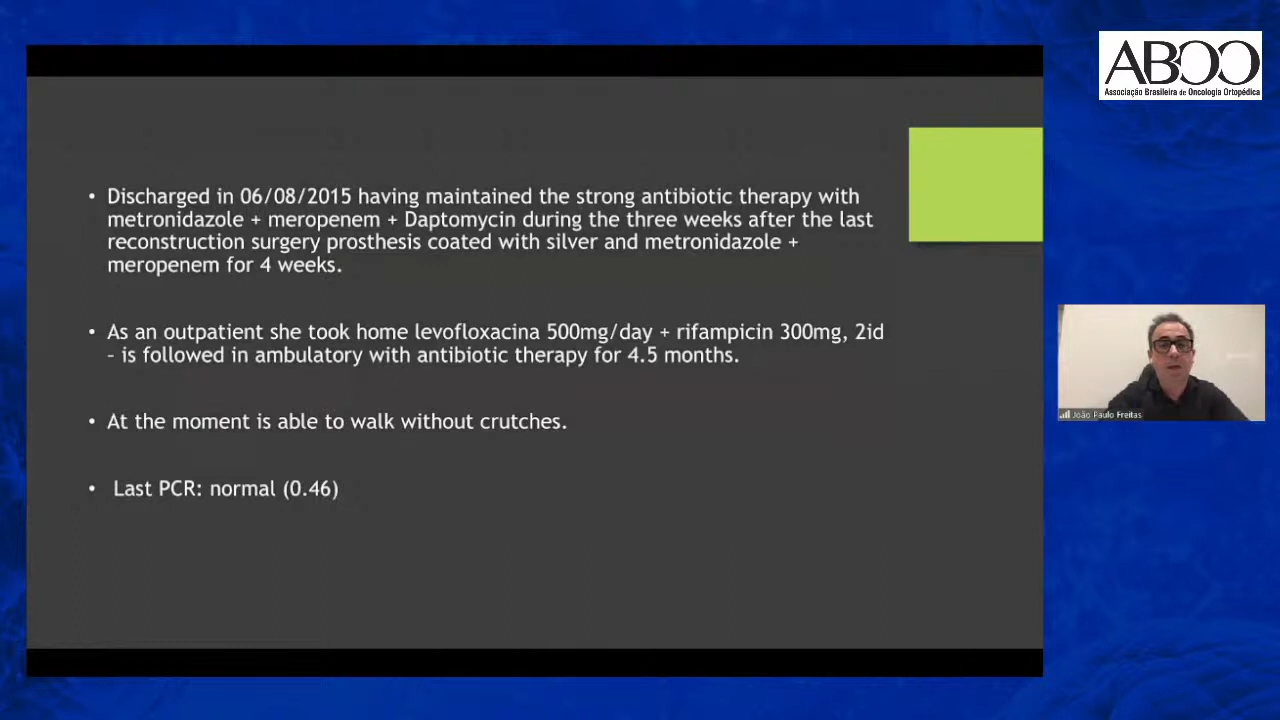 ABOO
Associação Brasileira de Oncologia Ortopédica
• Discharged in 06/08/2015 having maintained the strong antibiotic therapy with
metronidazole + meropenem + Daptomycin during the three weeks after the last
reconstruction surgery prosthesis coated with silver and metronidazole +
meropenem for 4 weeks.
• As an outpatient she took home levofloxacina 500mg/day + rifampicin 300mg, 2id
– is followed in ambulatory with antibiotic therapy for 4.5 months.
• At the moment is able to walk without crutches.
• Last PCR: normal (0.46)
João Paulo Freitas